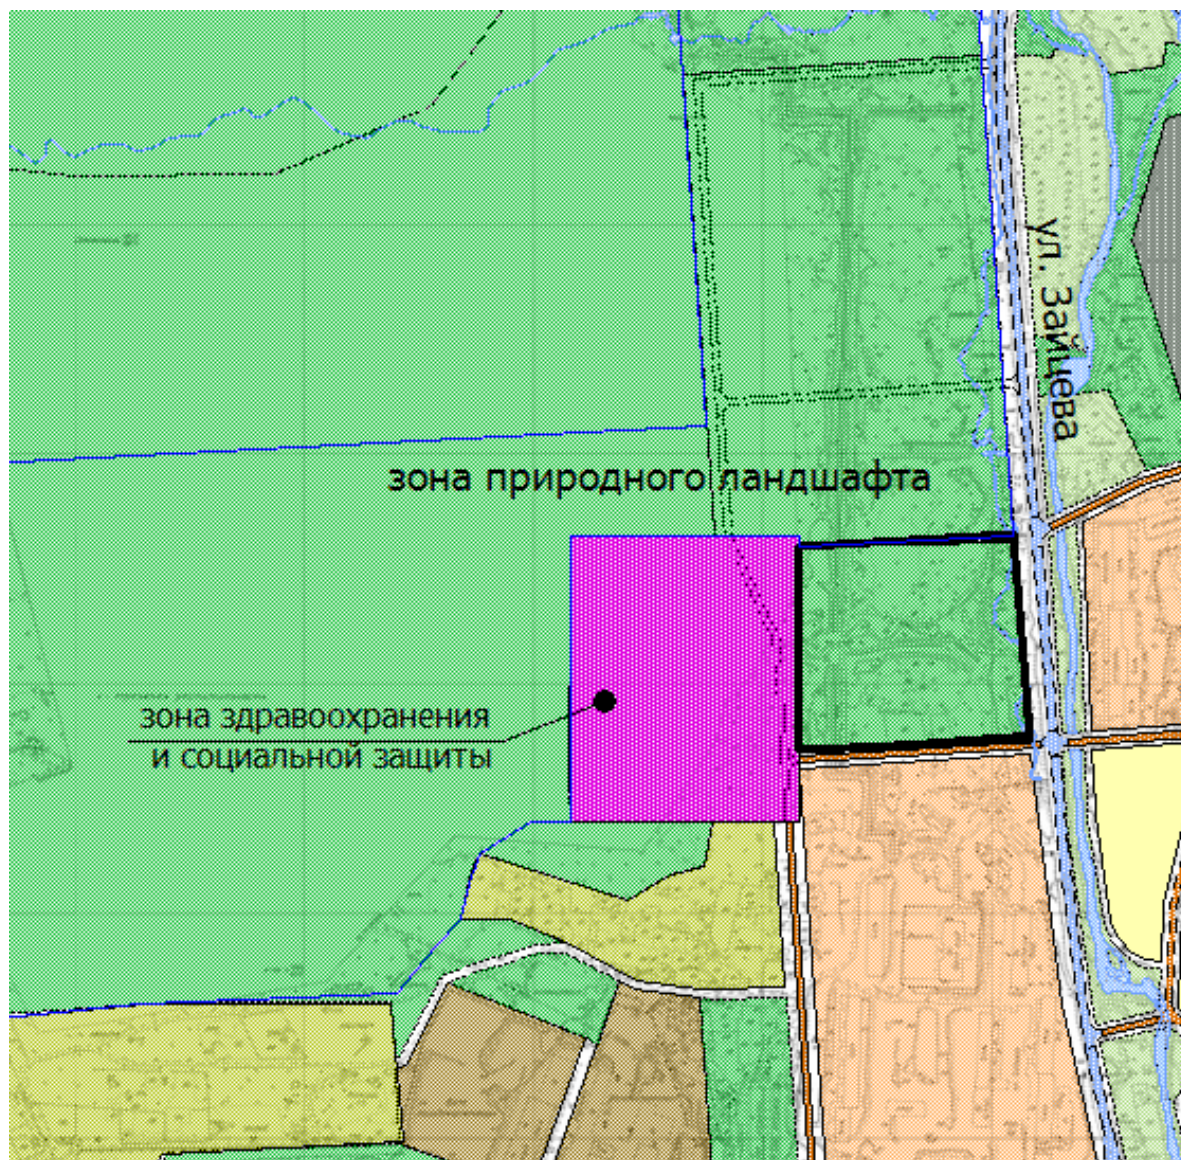 ул. Зайцева
зона природного ландшафта
зона здравоохранения
и социальной защиты